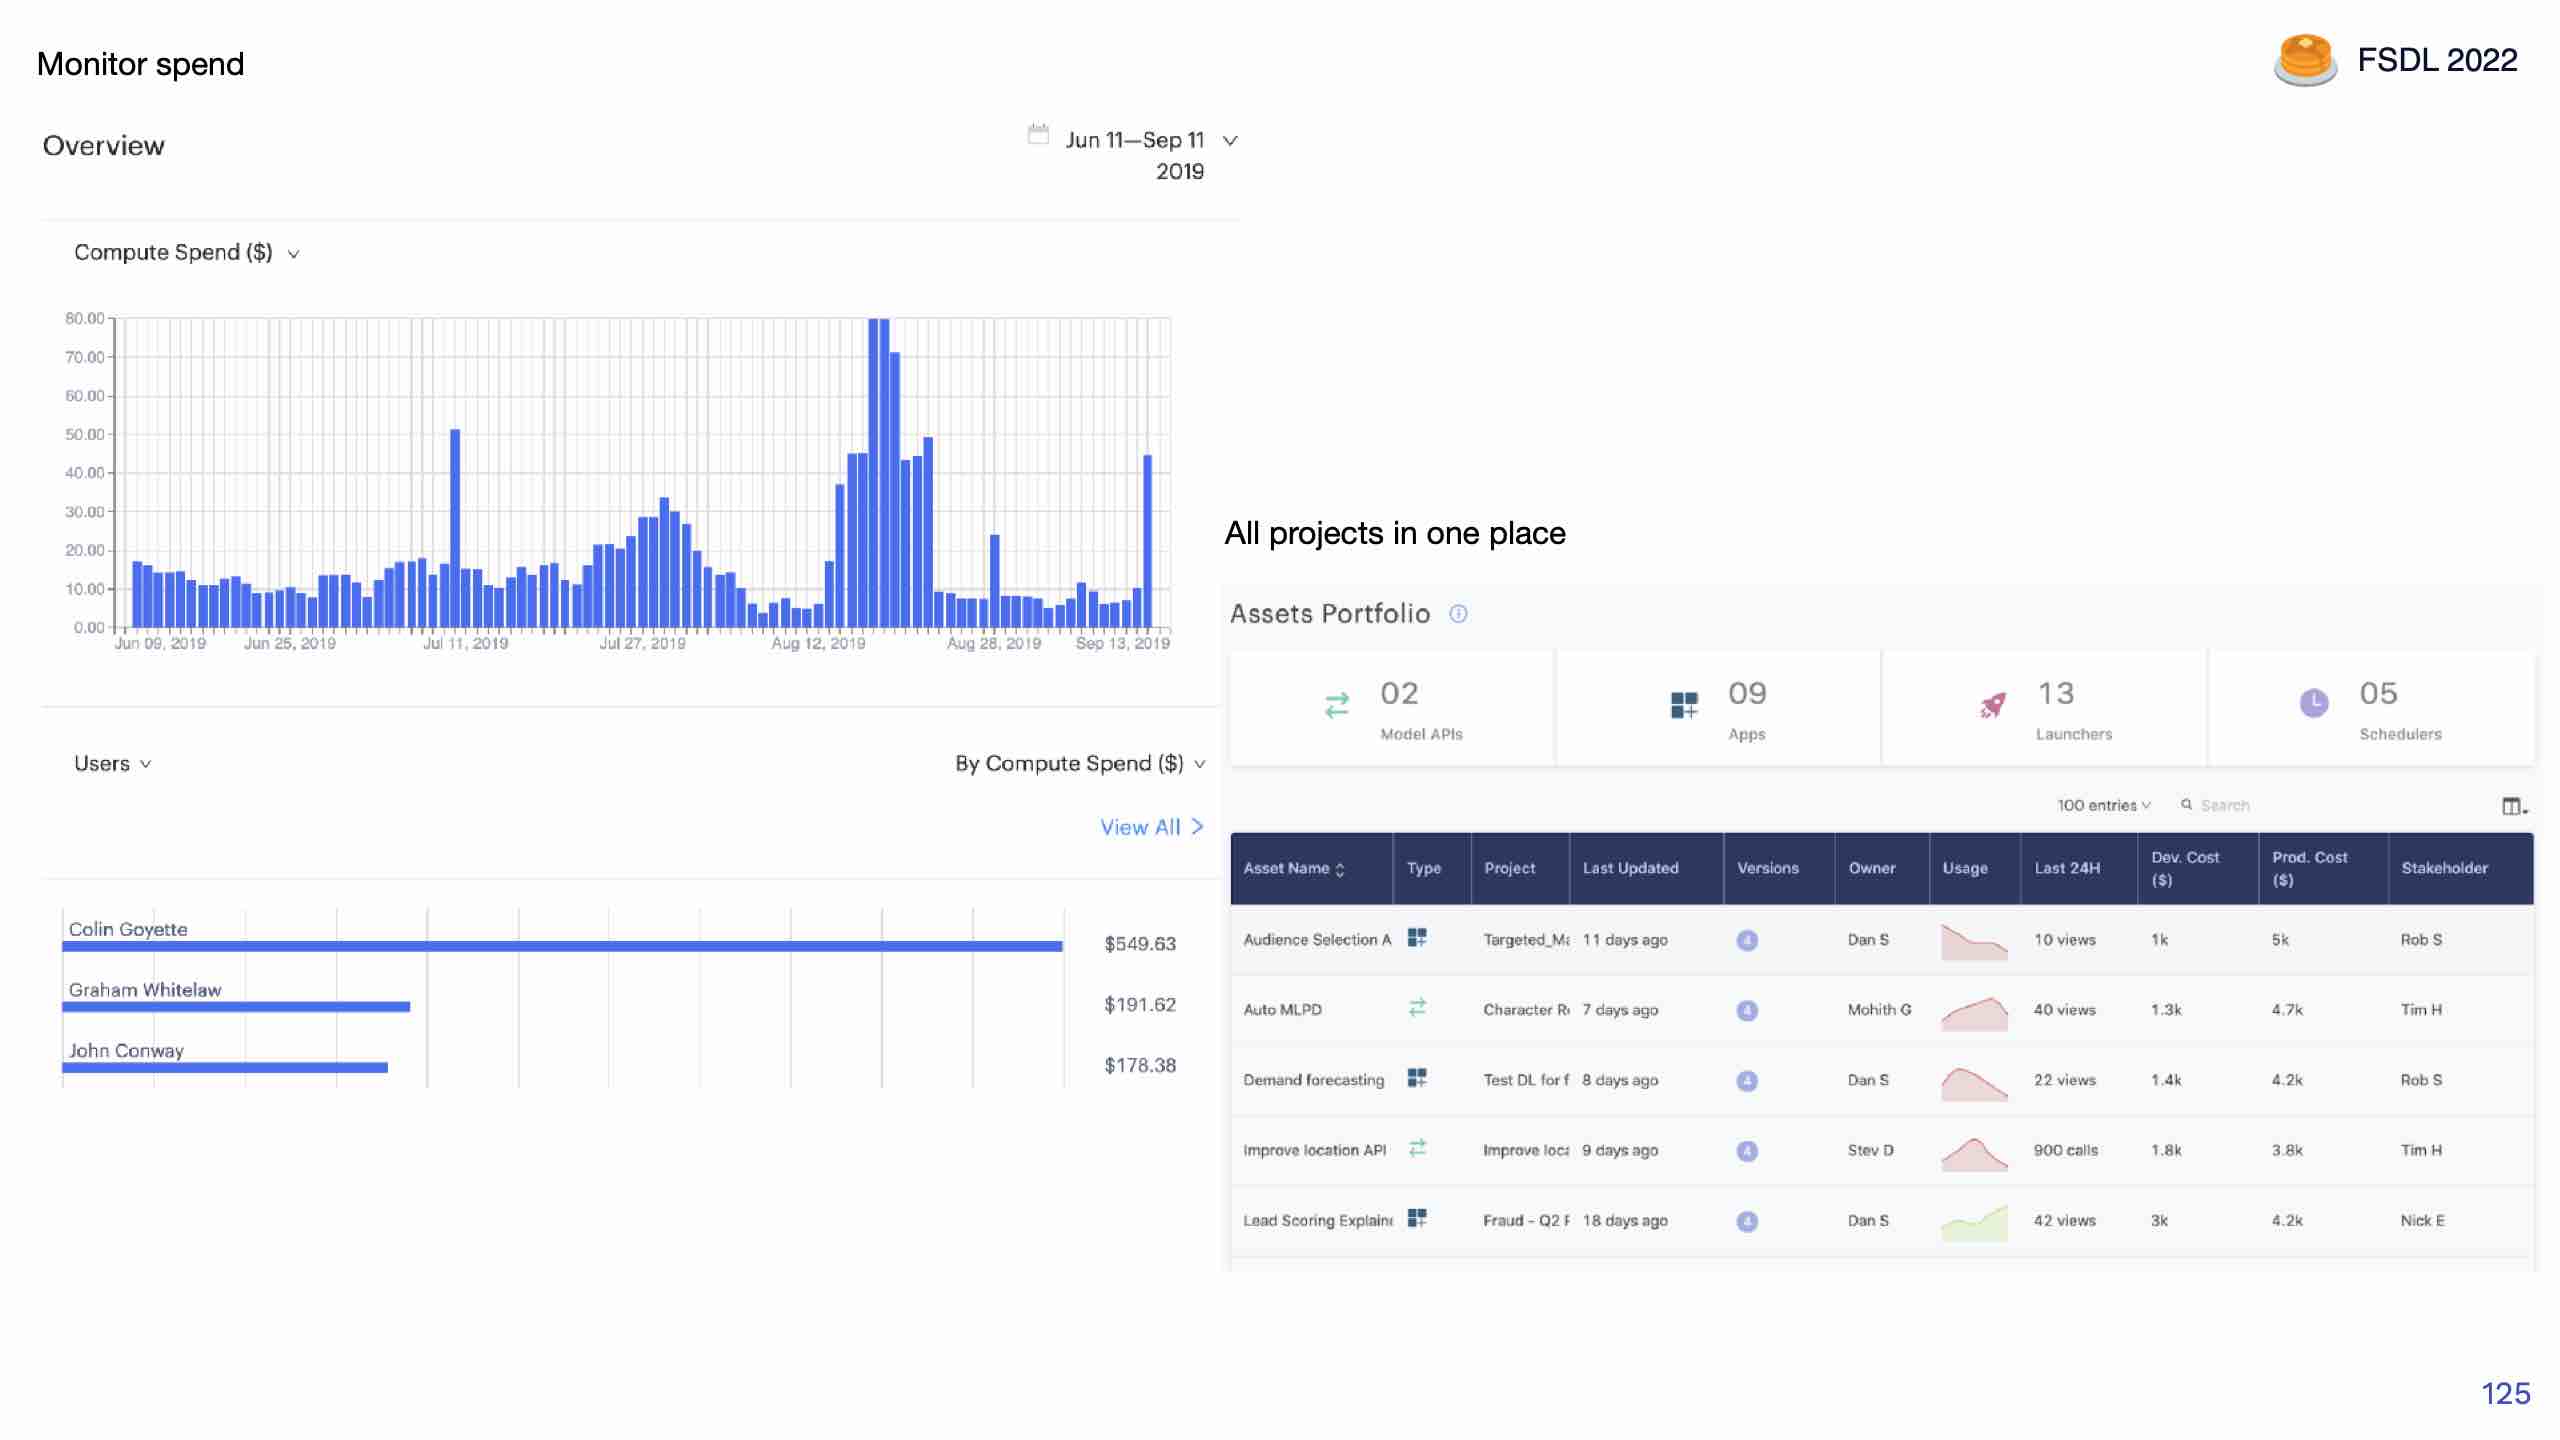 Monitor spend
FSDL 2022
Overview
Jun 11—Sep 11
2019
Compute Spend ($)
80.00
70.00
60.00
50.00
40.00
30.00
20.00
10.00
0.00
Jun 09, 2019 Jun 25, 2019 Jul 11, 2019 Jul 27, 2019 Aug 12, 2019 Aug 28, 2019 Sep 13, 2019
Users By Compute Spend ($)
View All >
Colin Goyette $549.63
Graham Whitelaw $191.62
John Conway $178.38
All projects in one place
Assets Portfolio
02 09 13 05
Model APIs Apps Launchers Schedulers
100 entries Search
Asset Name Type Project Last Updated Versions Owner Usage Last 24H Dev. Cost ($) Prod. Cost ($) Stakeholder
Audience Selection A Targeted_Ma 11 days ago 4 Dan S 10 views 1k 5k Rob S
Auto MLPD Character R 7 days ago 4 Mohith G 40 views 1.3k 4.7k Tim H
Demand forecasting Test DL for f 8 days ago 4 Dan S 22 views 1.4k 4.2k Rob S
Improve location API Improve loca 9 days ago 4 Stev D 900 calls 1.8k 3.8k Tim H
Lead Scoring Explain Fraud - Q2 F 18 days ago 4 Dan S 42 views 3k 4.2k Nick E
125